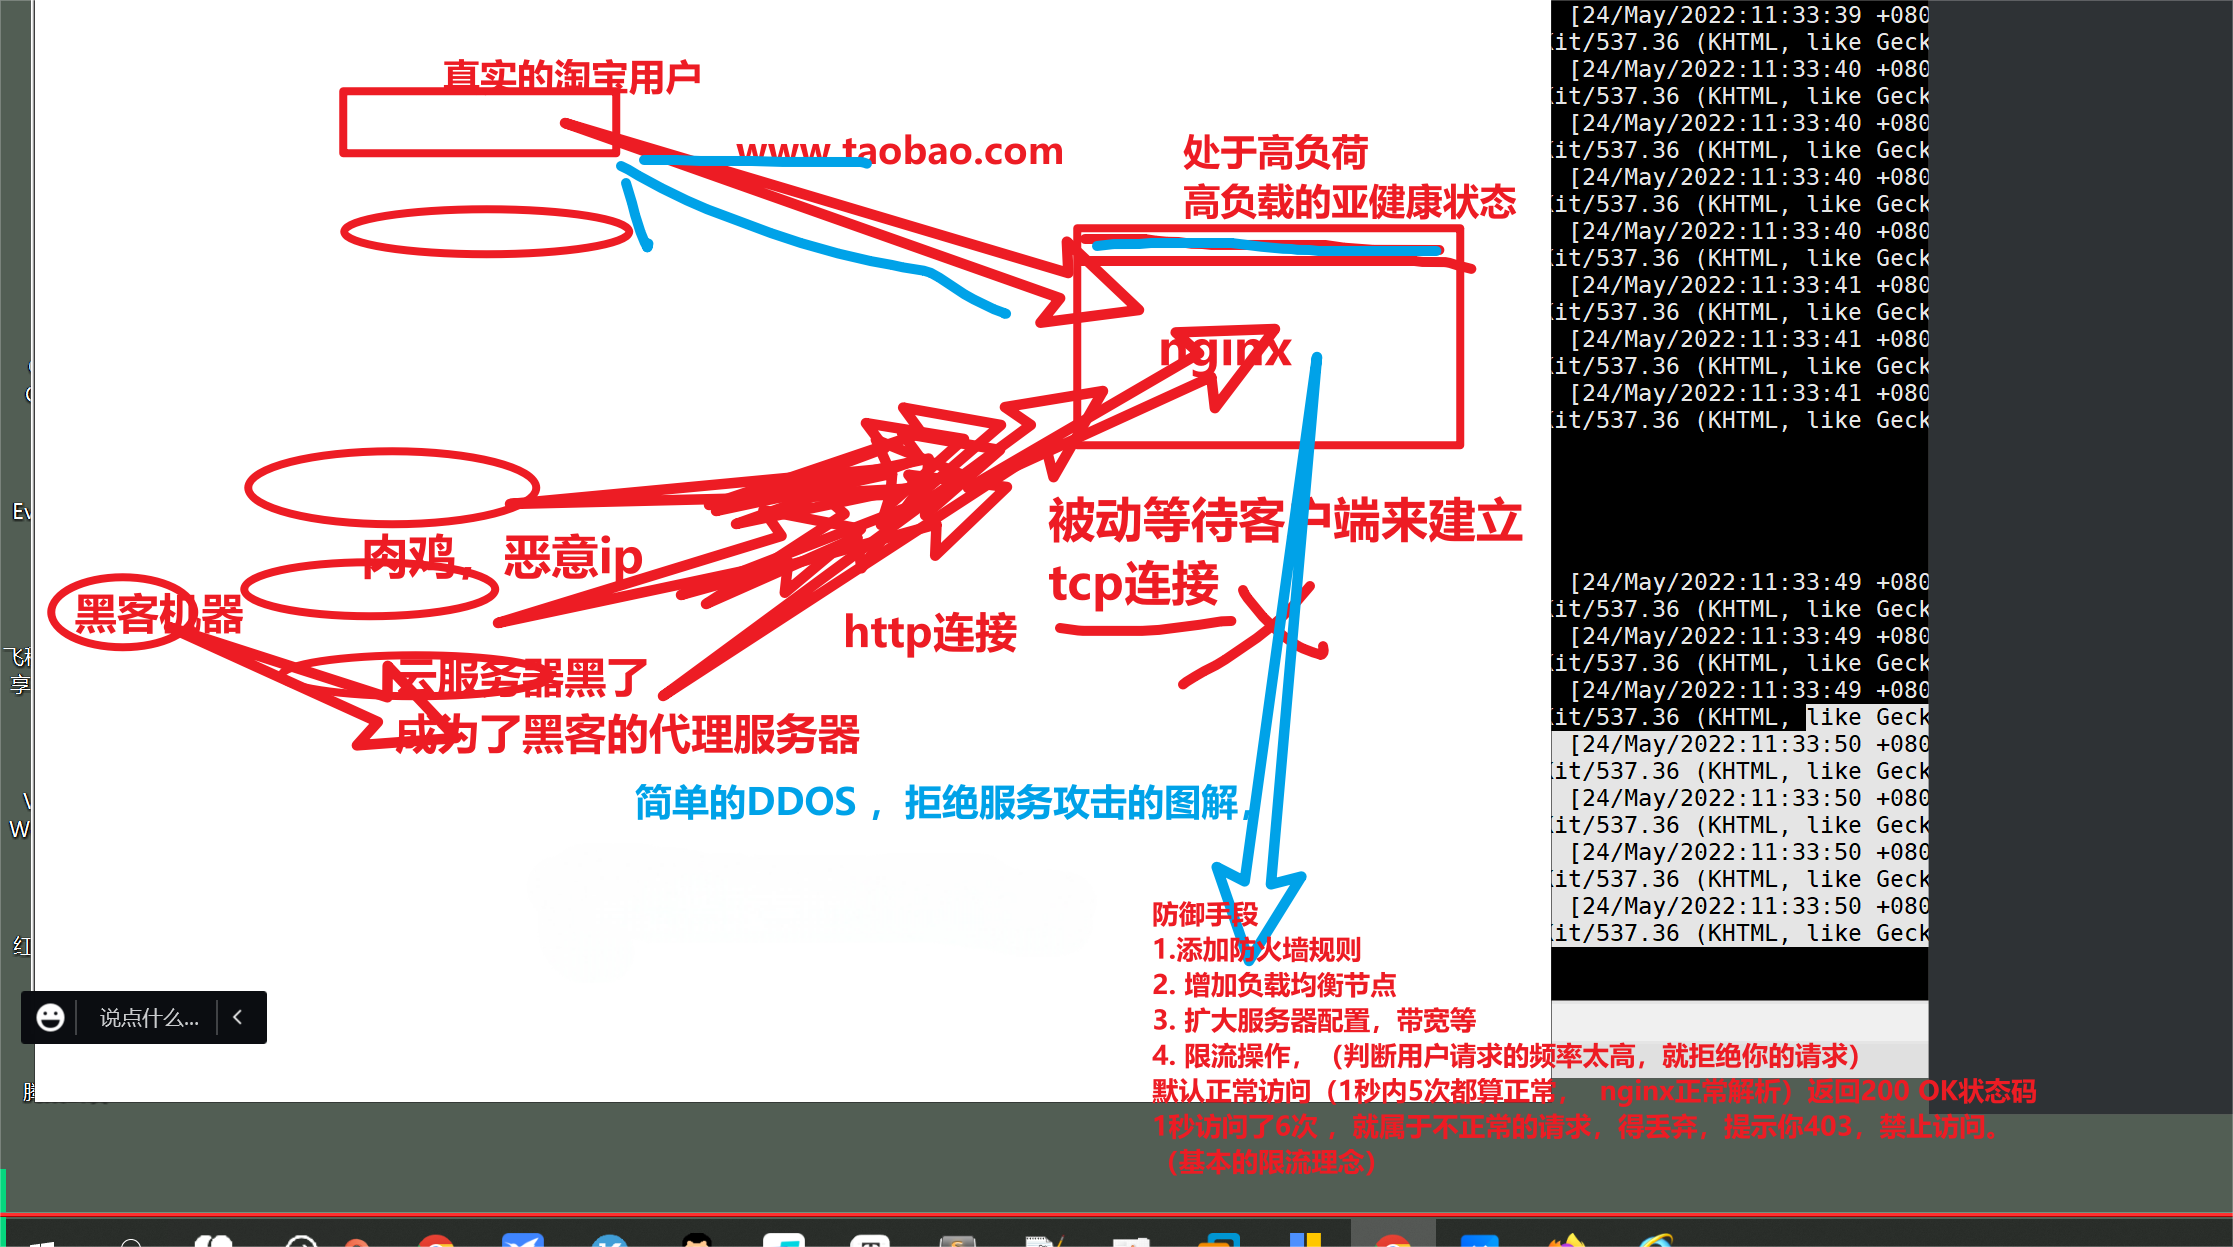 真实的淘宝用户
www.taobao.com
处于高负荷
高负载的亚健康状态
nginx
被动等待客户端来建立
tcp连接
http连接
肉鸡，恶意ip
黑客机器
云服务器黑了
成为了黑客的代理服务器
简单的DDOS，拒绝服务攻击的图解，
防御手段
1.添加防火墙规则
2. 增加负载均衡节点
3. 扩大服务器配置，带宽等
4. 限流操作，（判断用户请求的频率太高，就拒绝你的请求）
默认正常访问（1秒内5次都算正常， nginx正常解析）返回200 OK状态码
1秒访问了6次 ，就属于不正常的请求，得丢弃，提示你403，禁止访问。
（基本的限流理念）
[24/May/2022:11:33:39 +080
it/537.36 (KHTML, like Geck
[24/May/2022:11:33:40 +080
it/537.36 (KHTML, like Geck
[24/May/2022:11:33:40 +080
it/537.36 (KHTML, like Geck
[24/May/2022:11:33:40 +080
it/537.36 (KHTML, like Geck
[24/May/2022:11:33:40 +080
it/537.36 (KHTML, like Geck
[24/May/2022:11:33:41 +080
it/537.36 (KHTML, like Geck
[24/May/2022:11:33:41 +080
it/537.36 (KHTML, like Geck
[24/May/2022:11:33:41 +080
it/537.36 (KHTML, like Geck
[24/May/2022:11:33:49 +080
it/537.36 (KHTML, like Geck
[24/May/2022:11:33:49 +080
it/537.36 (KHTML, like Geck
[24/May/2022:11:33:49 +080
it/537.36 (KHTML, like Geck
[24/May/2022:11:33:50 +080
it/537.36 (KHTML, like Geck
[24/May/2022:11:33:50 +080
it/537.36 (KHTML, like Geck
[24/May/2022:11:33:50 +080
it/537.36 (KHTML, like Geck
[24/May/2022:11:33:50 +080
it/537.36 (KHTML, like Geck
Ev
飞
享
W
红
说点什么...